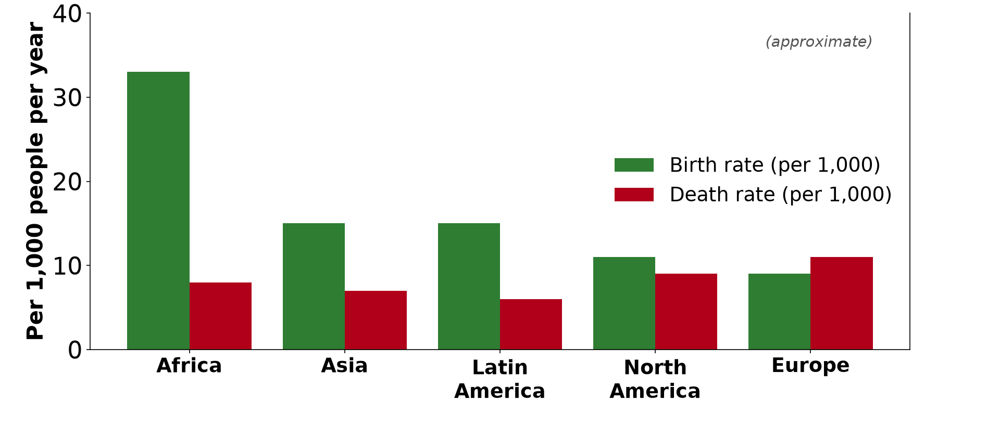 Per 1,000 people per year
40
30
20
10
0
(approximate)
Birth rate (per 1,000)
Death rate (per 1,000)
Africa
Asia
Latin
America
North
America
Europe